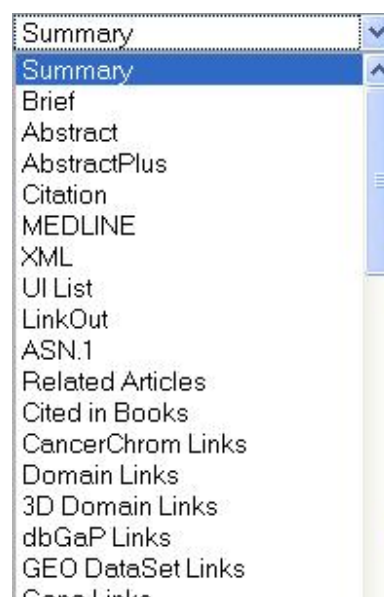 Summary
Summary
Brief
Abstract
AbstractPlus
Citation
MEDLINE
XML
UI List
LinkOut
ASN.1
Related Articles
Cited in Books
CancerChrom Links
Domain Links
3D Domain Links
dbGaP Links
GEO DataSet Links